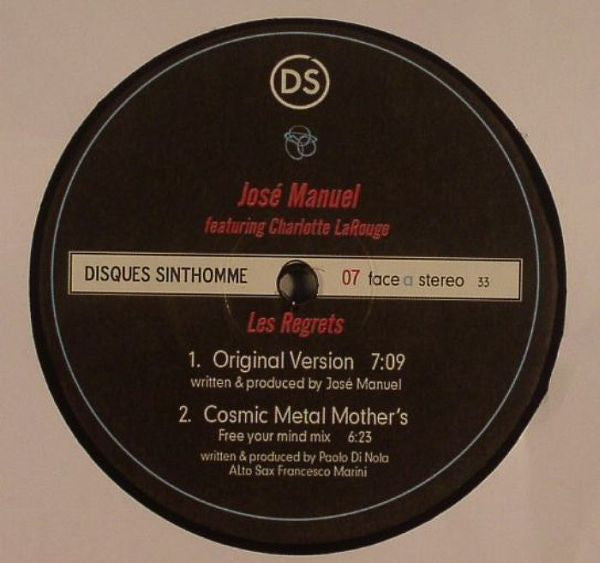 DS
José Manuel
featuring Charlotte LaRouge
DISQUES SINTHOMME 07 face a stereo 33
Les Regrets
1. Original Version 7:09
written & produced by José Manuel
2. Cosmic Metal Mother's
Free your mind mix 6:23
written & produced by Paolo Di Nola
ALto Sax Francesco Marini